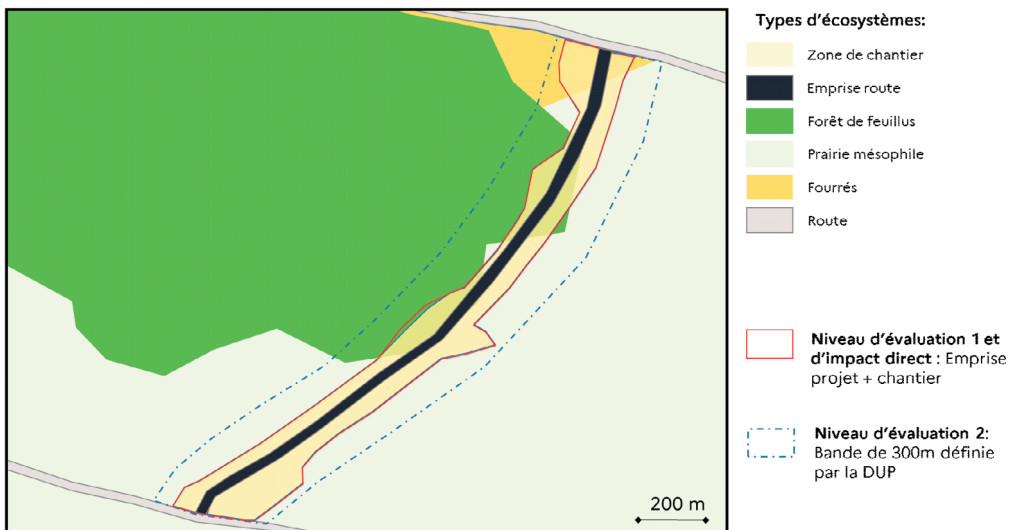 Types d'écosystèmes:
Zone de chantier
Emprise route
Forêt de feuillus
Prairie mésophile
Fourrés
Route
Niveau d'évaluation 1 et
d'impact direct : Emprise
projet + chantier
Niveau d'évaluation 2:
Bande de 300m définie
par la DUP
200 m